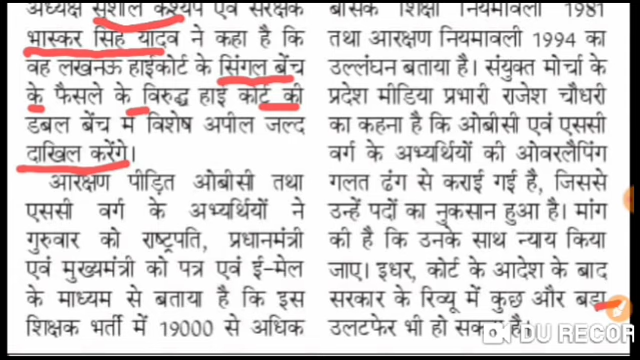 अध्यक्ष सुशील कश्यप एवं संरक्षक
भास्कर सिंह यादव ने कहा है कि
वह लखनऊ हाईकोर्ट के सिंगल बेंच
के फैसले के विरुद्ध हाई कोर्ट की
डबल बेंच में विशेष अपील जल्द
दाखिल करेंगे।
आरक्षण पीड़ित ओबीसी तथा
एससी वर्ग के अभ्यर्थियों ने
गुरुवार को राष्ट्रपति, प्रधानमंत्री
एवं मुख्यमंत्री को पत्र एवं ई-मेल
के माध्यम से बताया है कि इस
शिक्षक भर्ती में 19000 से अधिक
बेसिक शिक्षा नियमावली 1981
तथा आरक्षण नियमावली 1994 का
उल्लंघन बताया है। संयुक्त मोर्चा के
प्रदेश मीडिया प्रभारी राजेश चौधरी
का कहना है कि ओबीसी एवं एससी
वर्ग के अभ्यर्थियों की ओवरलैपिंग
गलत ढंग से कराई गई है, जिससे
उन्हें पदों का नुकसान हुआ है। मांग
की है कि उनके साथ न्याय किया
जाए। इधर, कोर्ट के आदेश के बाद
सरकार के रिव्यू में कुछ और बड़ा
उलटफेर भी हो सकता है।
DU RECOR